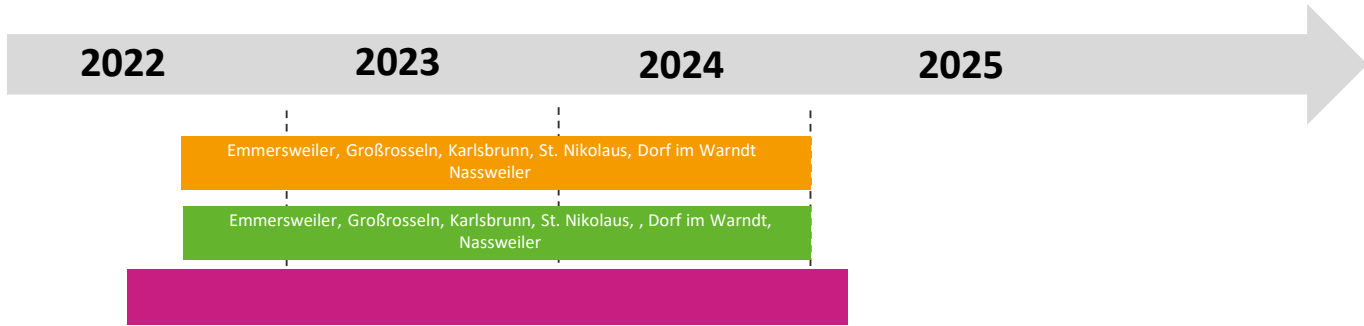 2022 2023 2024 2025
Emmersweiler, Großrosseln, Karlsbrunn, St. Nikolaus, Dorf im Warndt
Nassweiler
Emmersweiler, Großrosseln, Karlsbrunn, St. Nikolaus, , Dorf im Warndt,
Nassweiler